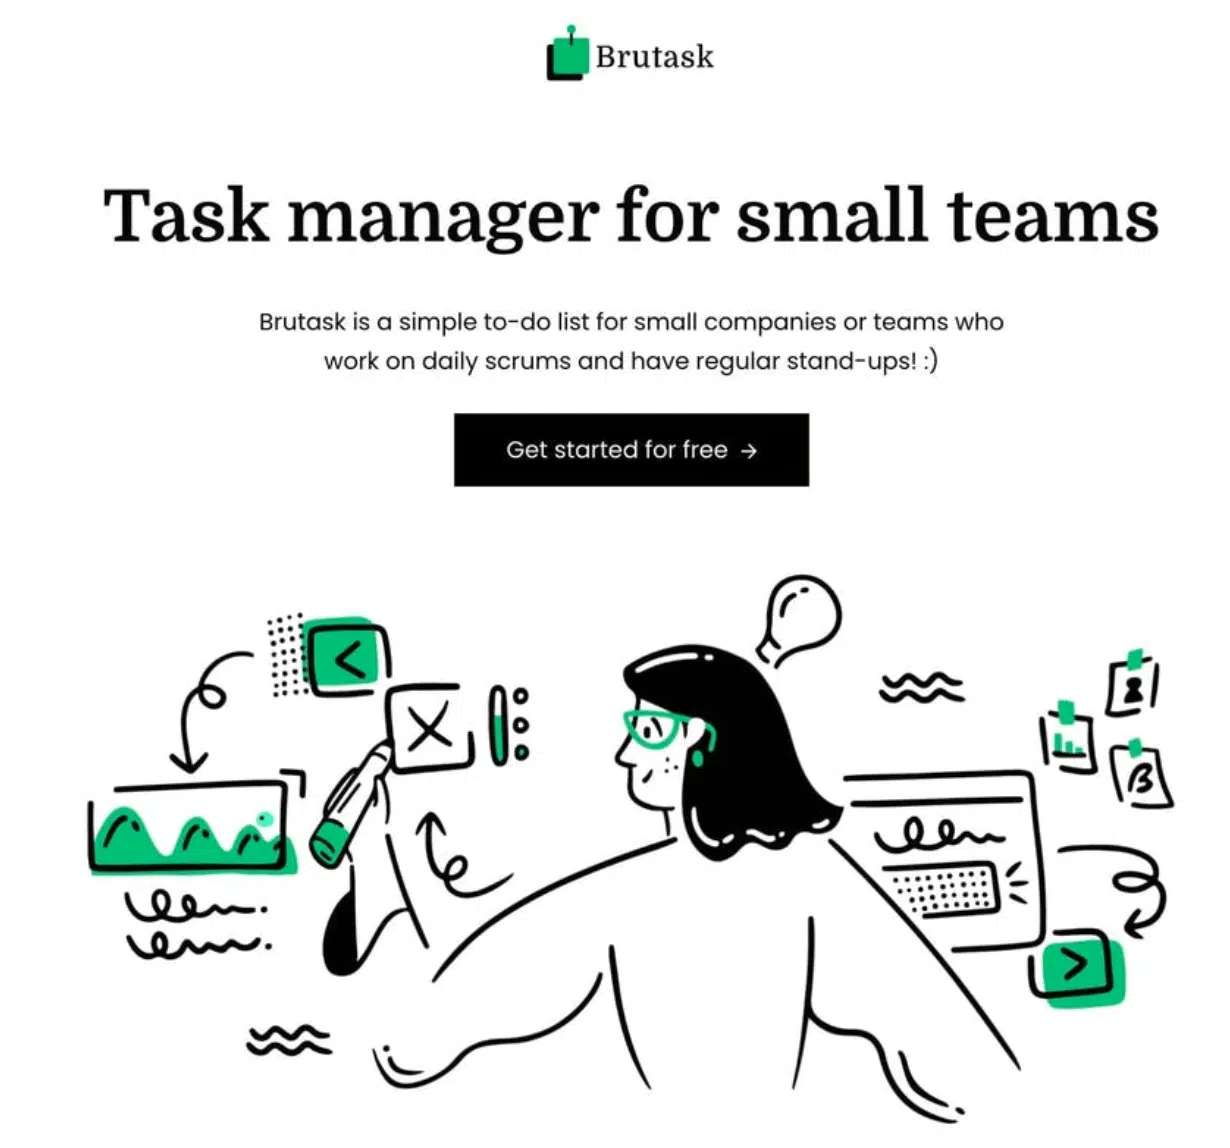 Brutask
Task manager for small teams
Brutask is a simple to-do list for small companies or teams who
work on daily scrums and have regular stand-ups! :)
Get started for free →